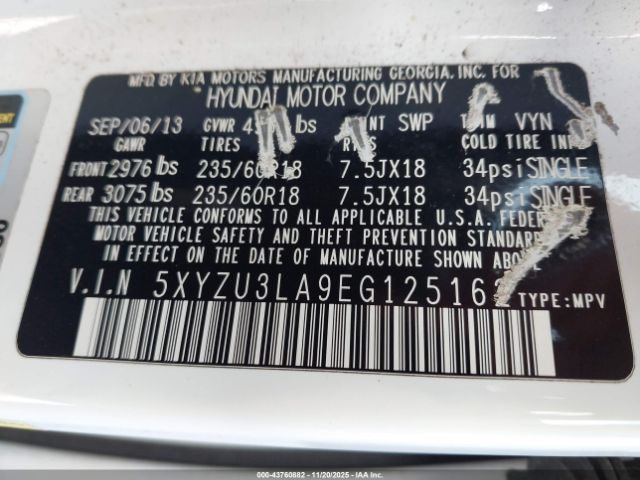 MFD. BY KIA MOTORS MANUFACTURING GEORGIA, INC. FOR
HYUNDAI MOTOR COMPANY
SEP/06/13 GVWR lbs SWP VYN
GAWR TIRES COLD TIRE
FRONT 2976 lbs 235/60R18 7.5JX18 34psi SINGLE
REAR 3075 lbs 235/60R18 7.5JX18 34psi SINGLE
THIS VEHICLE CONFORMS TO ALL APPLICABLE U.S.A.
MOTOR VEHICLE SAFETY AND THEFT PREVENTION
IN EFFECT ON THE DATE OF MANUFACTURE SHOWN
V.I.N 5XYZU3LA9EG12516 TYPE: MPV
000-43760882 — 11/20/2025 — IAA Inc.